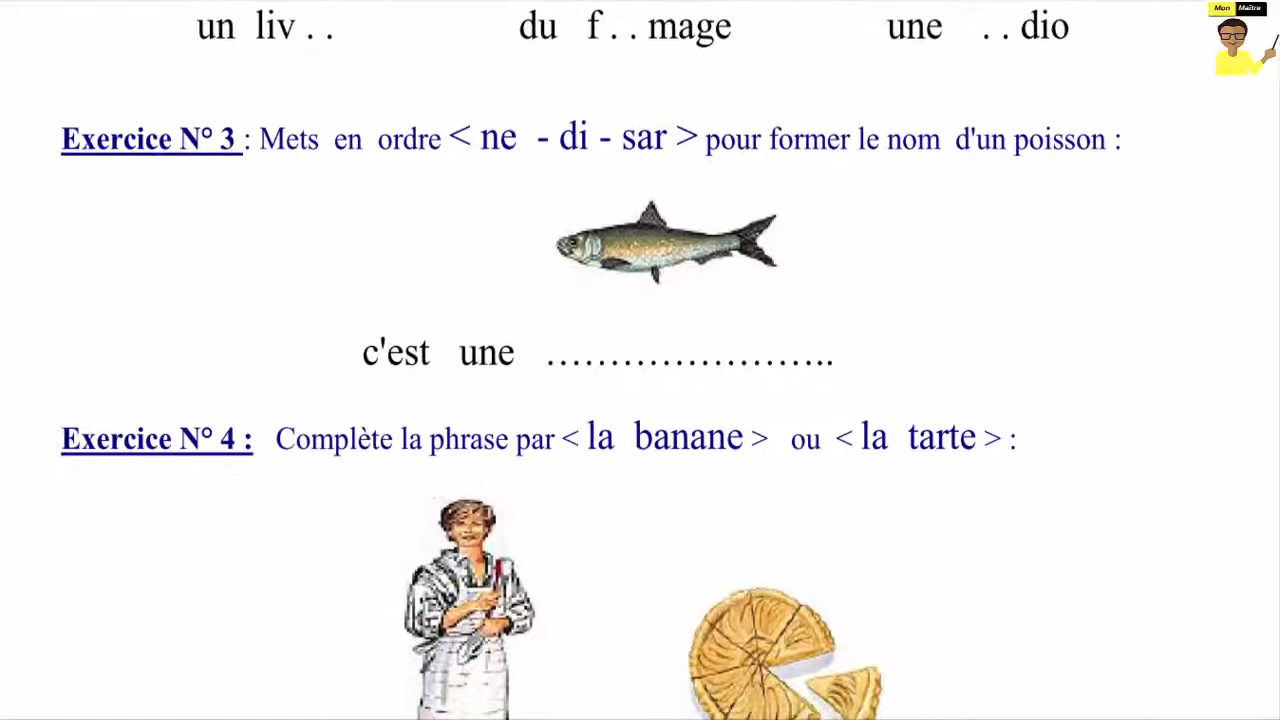 Mon Maître
un liv . .   du f . . mage   une . . dio
Exercice N° 3 : Mets en ordre < ne - di - sar > pour former le nom d'un poisson :
c'est une …………………..
Exercice N° 4 : Complète la phrase par < la banane > ou < la tarte > :